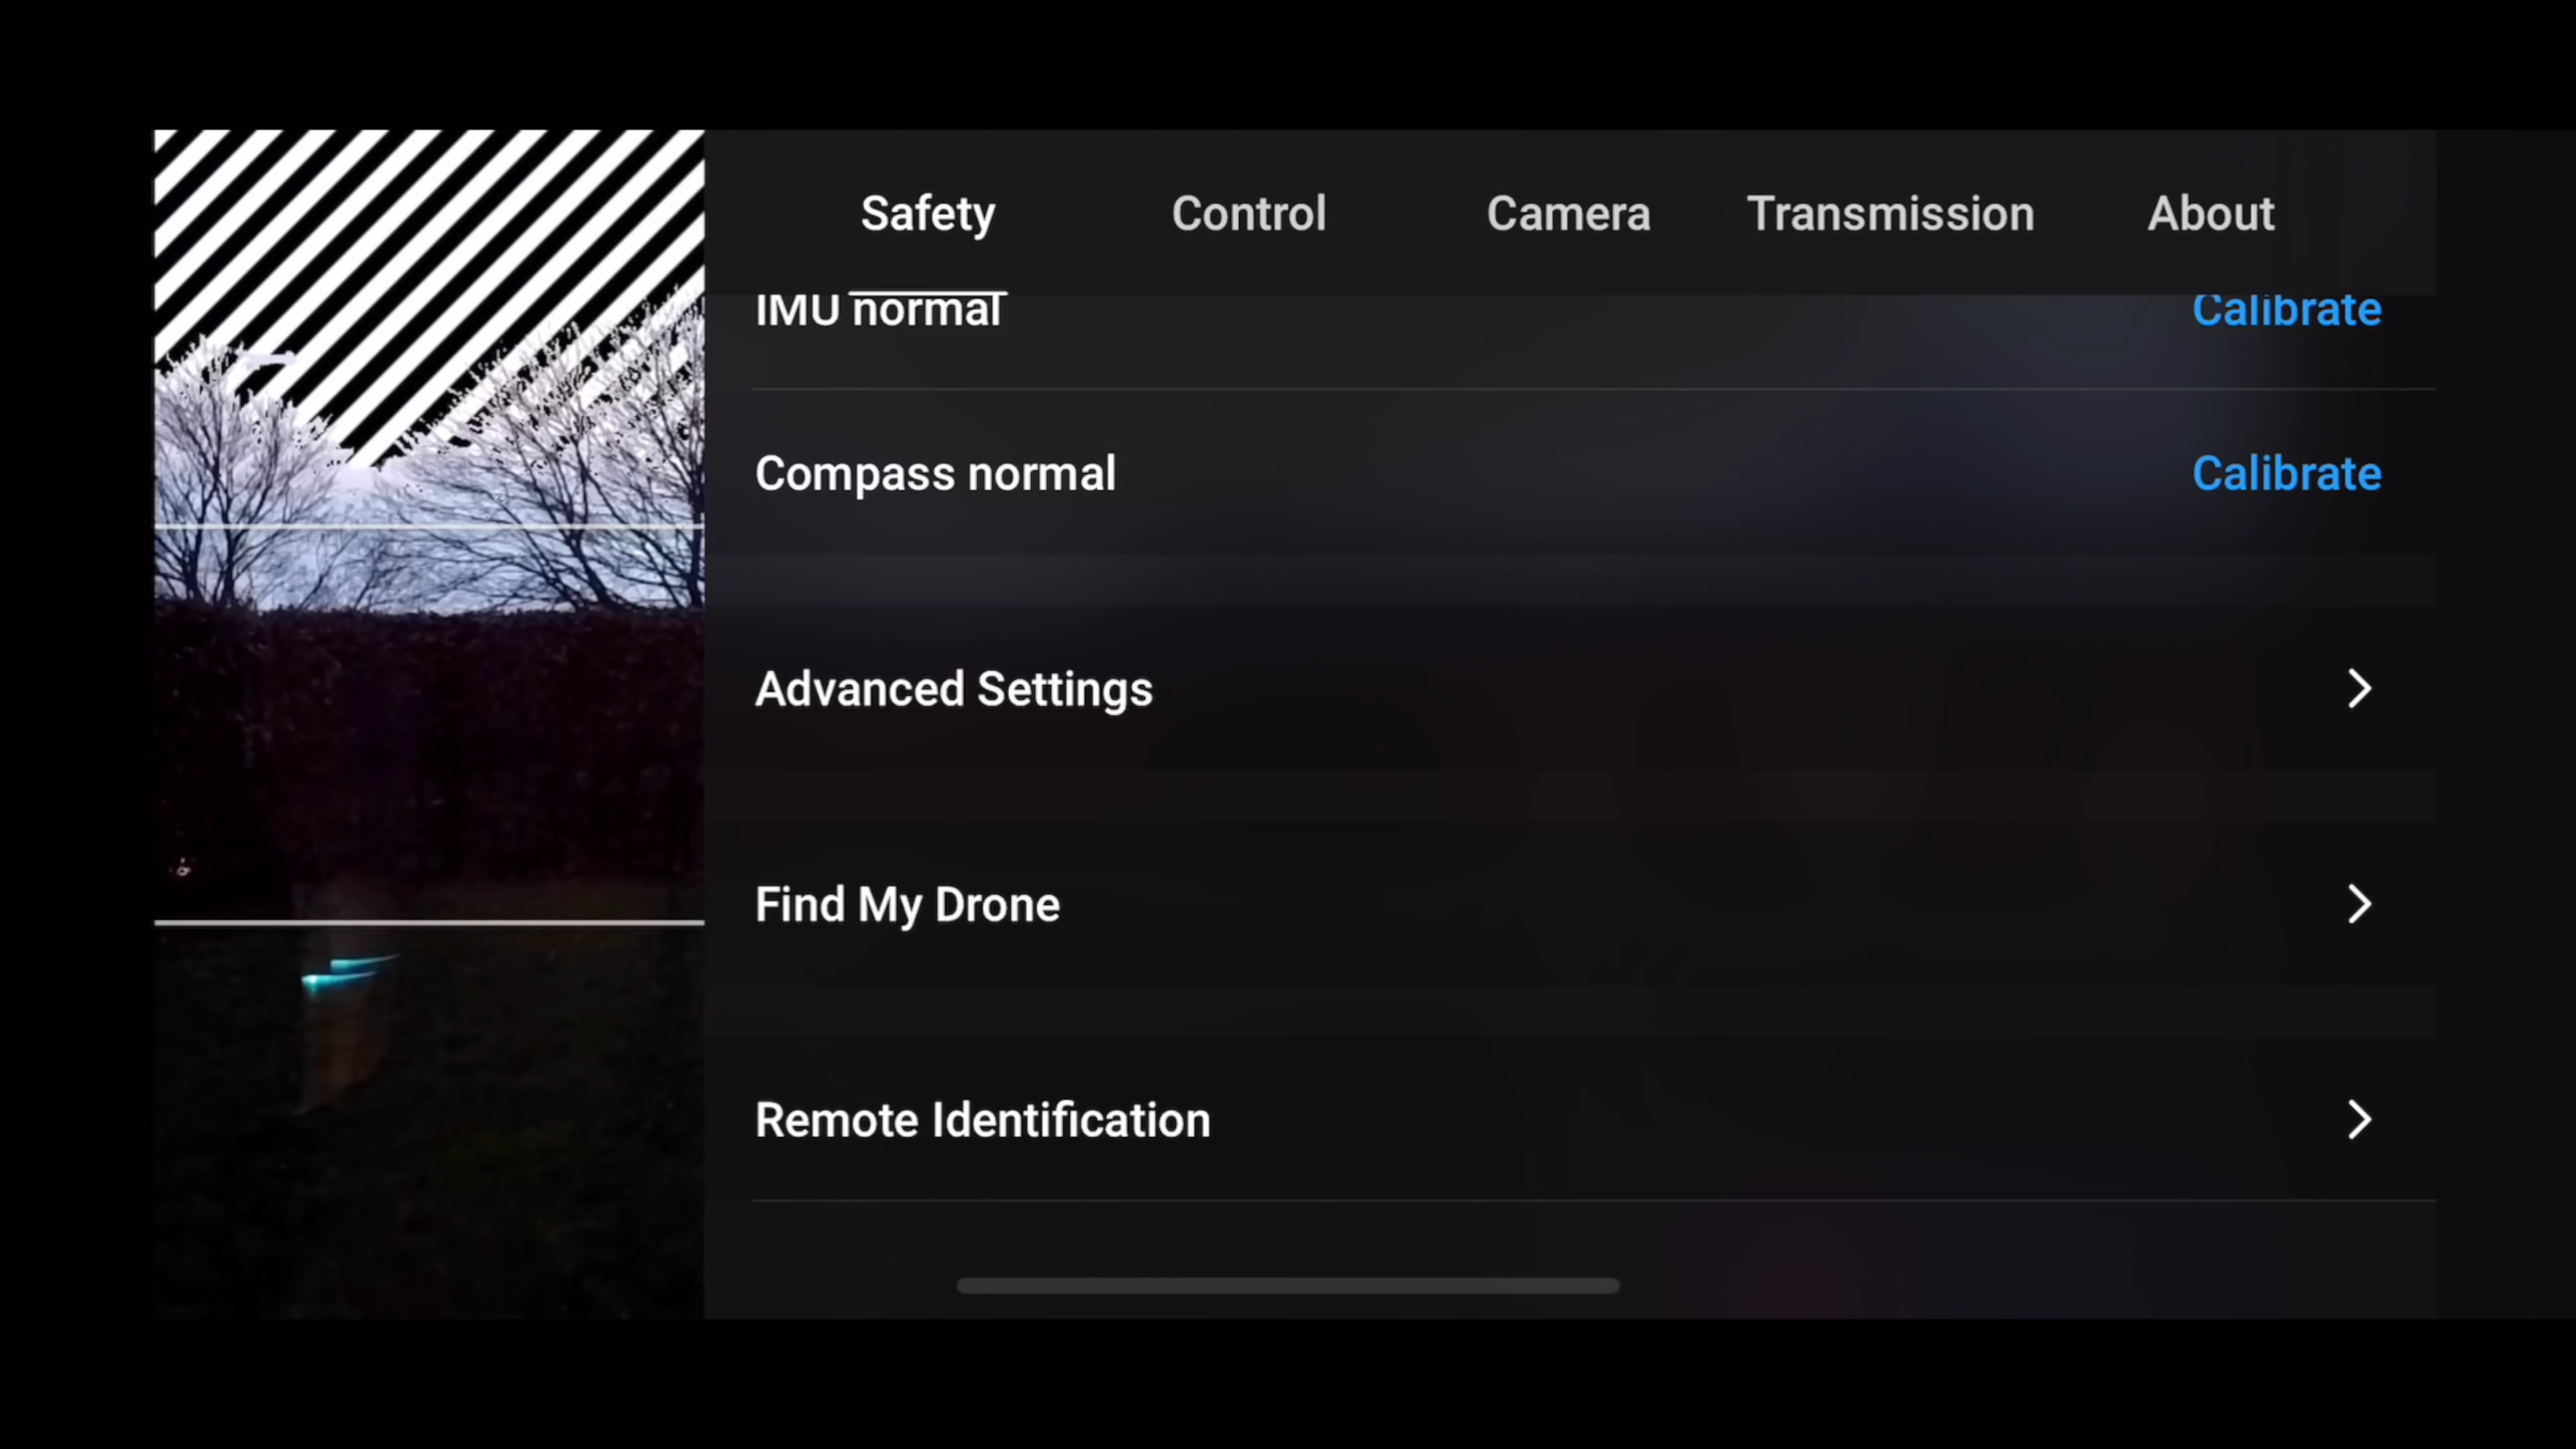 Safety Control Camera Transmission About
IMU normal Calibrate
Compass normal Calibrate
Advanced Settings
Find My Drone
Remote Identification